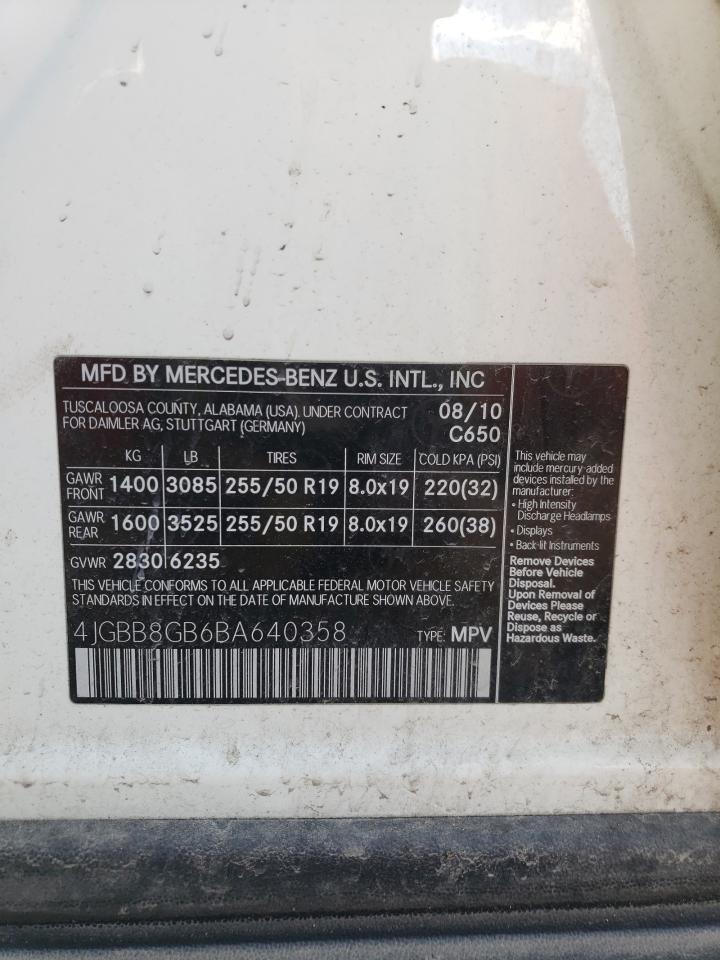 MFD BY MERCEDES-BENZ U.S. INTL., INC
TUSCALOOSA COUNTY, ALABAMA (USA). UNDER CONTRACT
FOR DAIMLER AG, STUTTGART (GERMANY)
08/10
C650
KG LB TIRES RIM SIZE COLD KPA (PSI)
GAWR FRONT 1400 3085 255/50 R19 8.0x19 220(32)
GAWR REAR 1600 3525 255/50 R19 8.0x19 260(38)
GVWR 2830 6235
THIS VEHICLE CONFORMS TO ALL APPLICABLE FEDERAL MOTOR VEHICLE SAFETY
STANDARDS IN EFFECT ON THE DATE OF MANUFACTURE SHOWN ABOVE.
4JGBB8GB6BA640358 TYPE: MPV
This vehicle may
include mercury-added
devices installed by the
manufacturer:
• High Intensity
Discharge Headlamps
• Displays
• Back-lit Instruments
Remove Devices
Before Vehicle
Disposal.
Upon Removal of
Devices Please
Reuse, Recycle or
Dispose as
Hazardous Waste.